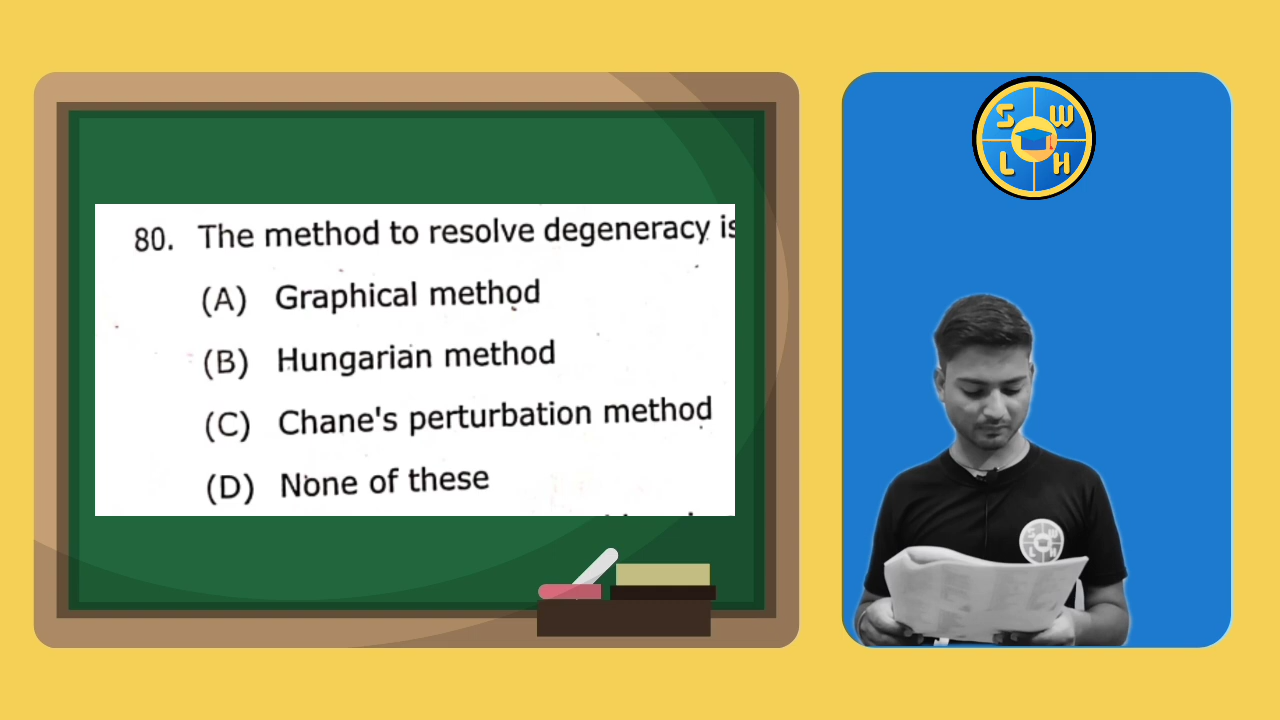 S W
L H
80. The method to resolve degeneracy is
(A) Graphical method
(B) Hungarian method
(C) Chane's perturbation method
(D) None of these